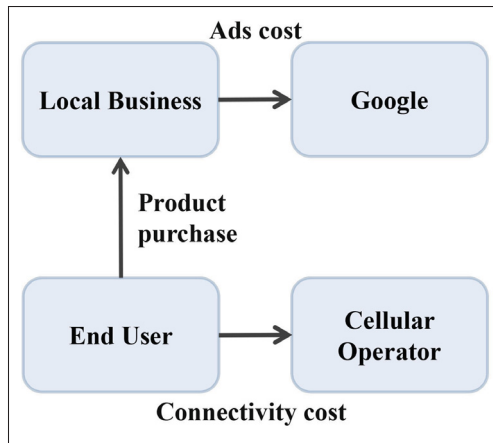 Ads cost
Local Business
Google
Product
purchase
End User
Cellular
Operator
Connectivity cost